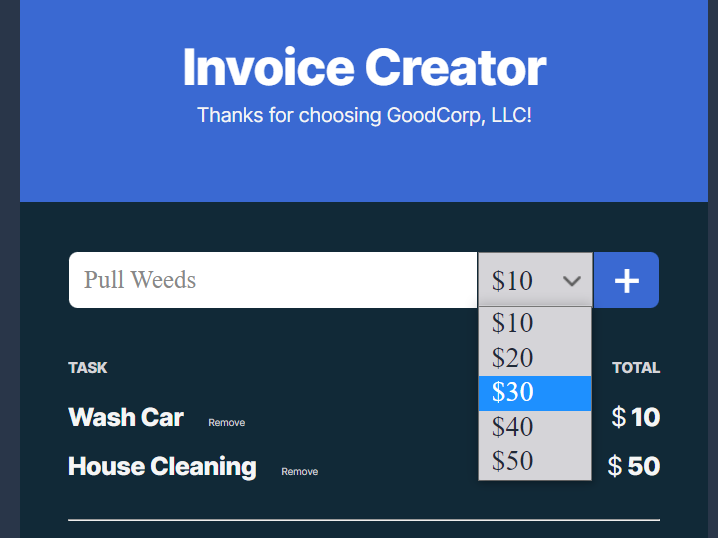 Invoice Creator
Thanks for choosing GoodCorp, LLC!
Pull Weeds $10
$10
$20
$30
$40
$50
TASK TOTAL
Wash Car Remove $ 10
House Cleaning Remove $ 50